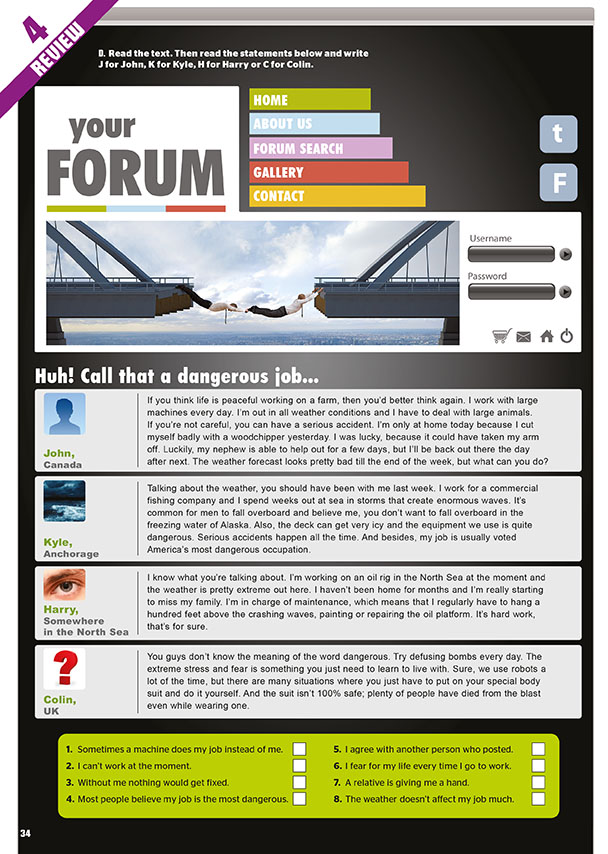 4
REVIEW
D. Read the text. Then read the statements below and write
J for John, K for Kyle, H for Harry or C for Colin.
your
FORUM
HOME
ABOUT US
FORUM SEARCH
GALLERY
CONTACT
t
F
Username
Password
Huh! Call that a dangerous job...
John,
Canada
If you think life is peaceful working on a farm, then you'd better think again. I work with large
machines every day. I'm out in all weather conditions and I have to deal with large animals.
If you're not careful, you can have a serious accident. I'm only at home today because I cut
myself badly with a woodchipper yesterday. I was lucky, because it could have taken my arm
off. Luckily, my nephew is able to help out for a few days, but I'll be back out there the day
after next. The weather forecast looks pretty bad till the end of the week, but what can you do?
Kyle,
Anchorage
Talking about the weather, you should have been with me last week. I work for a commercial
fishing company and I spend weeks out at sea in storms that create enormous waves. It's
common for men to fall overboard and believe me, you don't want to fall overboard in the
freezing water of Alaska. Also, the deck can get very icy and the equipment we use is quite
dangerous. Serious accidents happen all the time. And besides, my job is usually voted
America's most dangerous occupation.
Harry,
Somewhere
in the North Sea
I know what you're talking about. I'm working on an oil rig in the North Sea at the moment and
the weather is pretty extreme out here. I haven't been home for months and I'm really starting
to miss my family. I'm in charge of maintenance, which means that I regularly have to hang a
hundred feet above the crashing waves, painting or repairing the oil platform. It's hard work,
that's for sure.
?
Colin,
UK
You guys don't know the meaning of the word dangerous. Try defusing bombs every day. The
extreme stress and fear is something you just need to learn to live with. Sure, we use robots
a lot of the time, but there are many situations where you just have to put on your special body
suit and do it yourself. And the suit isn't 100% safe; plenty of people have died from the blast
even while wearing one.
1. Sometimes a machine does my job instead of me.
2. I can't work at the moment.
3. Without me nothing would get fixed.
4. Most people believe my job is the most dangerous.
5. I agree with another person who posted.
6. I fear for my life every time I go to work.
7. A relative is giving me a hand.
8. The weather doesn't affect my job much.
34